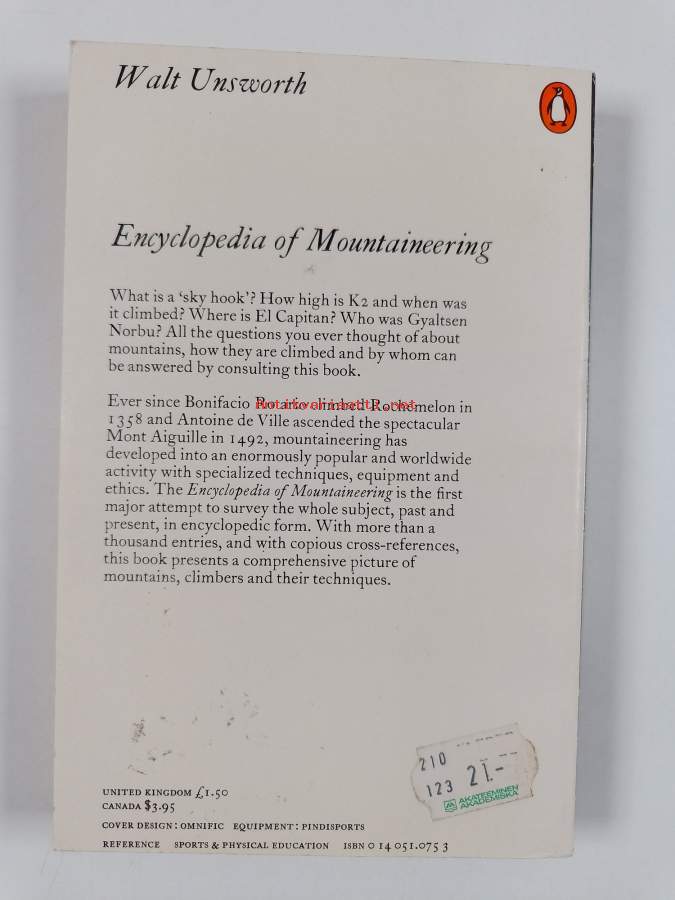 Walt Unsworth
Encyclopedia of Mountaineering
What is a ‘sky hook’? How high is K2 and when was
it climbed? Where is El Capitan? Who was Gyaltsen
Norbu? All the questions you ever thought of about
mountains, how they are climbed and by whom can
be answered by consulting this book.
Ever since Bonifacio climbed Rochemelon in
1358 and Antoine de Ville ascended the spectacular
Mont Aiguille in 1492, mountaineering has
developed into an enormously popular and worldwide
activity with specialized techniques, equipment and
ethics. The Encyclopedia of Mountaineering is the first
major attempt to survey the whole subject, past and
present, in encyclopedic form. With more than a
thousand entries, and with copious cross-references,
this book presents a comprehensive picture of
mountains, climbers and their techniques.
210
123 21.-
AKATEEMINEN
AKADEMISKA
UNITED KINGDOM £1.50
CANADA $3.95
COVER DESIGN: OMNIFIC EQUIPMENT: PINDISPORTS
REFERENCE SPORTS & PHYSICAL EDUCATION ISBN 0 14 051.075 3